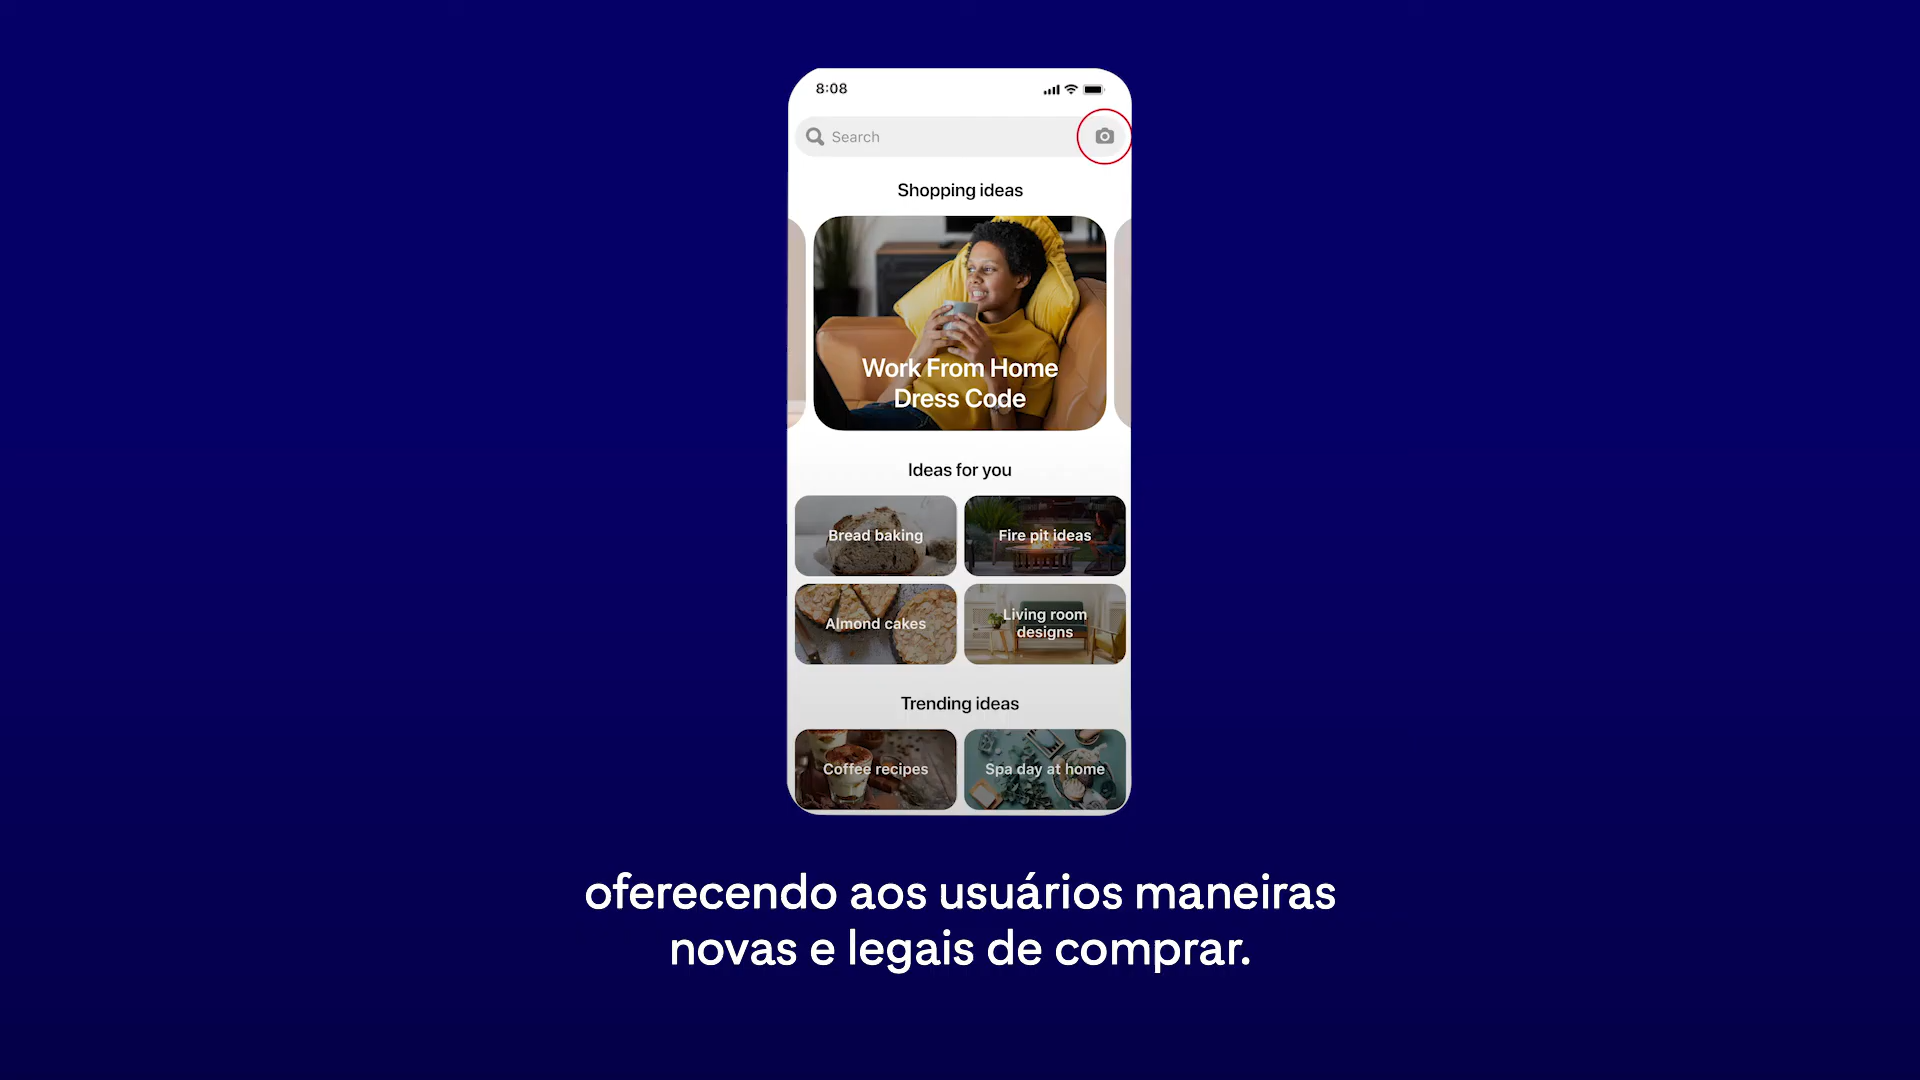 8:08
Search
Shopping ideas
Work From Home
Dress Code
Ideas for you
Bread baking
Fire pit ideas
Almond cakes
Living room
designs
Trending ideas
Coffee recipes
Spa day at home
oferecendo aos usuários maneiras
novas e legais de comprar.